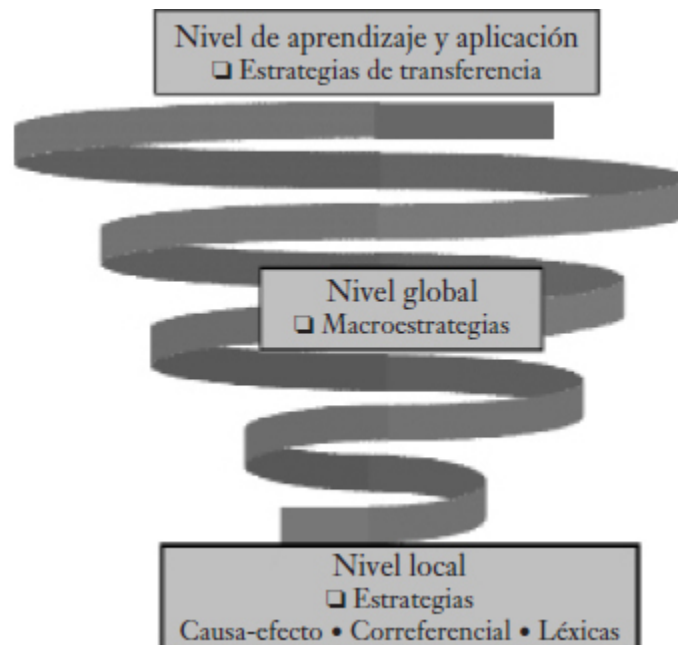 Nivel de aprendizaje y aplicación
❑ Estrategias de transferencia
Nivel global
❑ Macroestrategias
Nivel local
❑ Estrategias
Causa-efecto • Correferencial • Léxicas